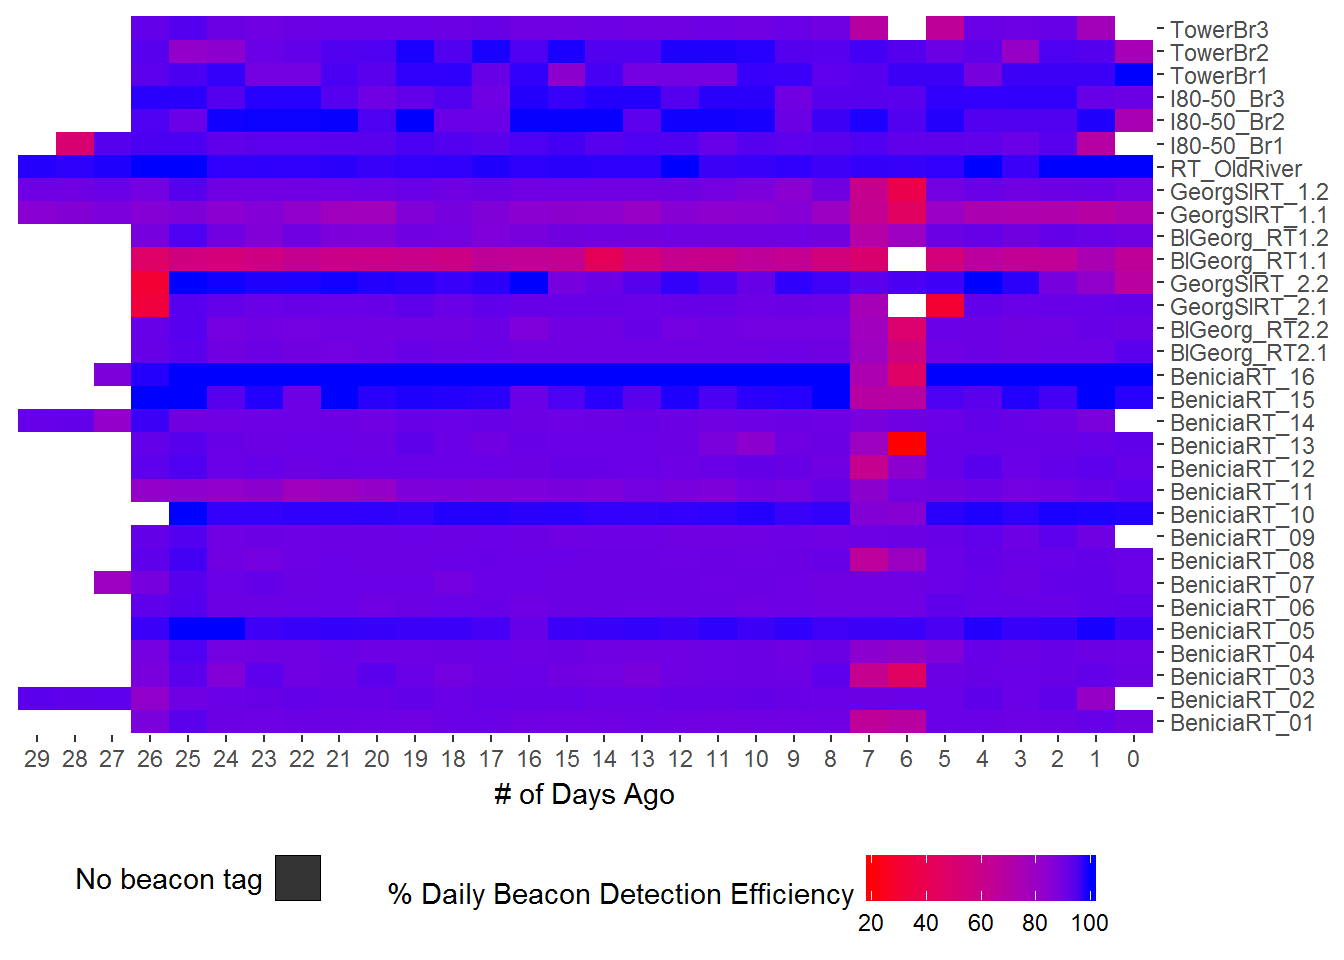 TowerBr3
TowerBr2
TowerBr1
I80-50_Br3
I80-50_Br2
I80-50_Br1
RT_OldRiver
GeorgSlRT_1.2
GeorgSlRT_1.1
BlGeorg_RT1.2
BlGeorg_RT1.1
GeorgSlRT_2.2
GeorgSlRT_2.1
BlGeorg_RT2.2
BlGeorg_RT2.1
BeniciaRT_16
BeniciaRT_15
BeniciaRT_14
BeniciaRT_13
BeniciaRT_12
BeniciaRT_11
BeniciaRT_10
BeniciaRT_09
BeniciaRT_08
BeniciaRT_07
BeniciaRT_06
BeniciaRT_05
BeniciaRT_04
BeniciaRT_03
BeniciaRT_02
BeniciaRT_01
29 28 27 26 25 24 23 22 21 20 19 18 17 16 15 14 13 12 11 10 9 8 7 6 5 4 3 2 1 0
# of Days Ago
No beacon tag
% Daily Beacon Detection Efficiency
20 40 60 80 100